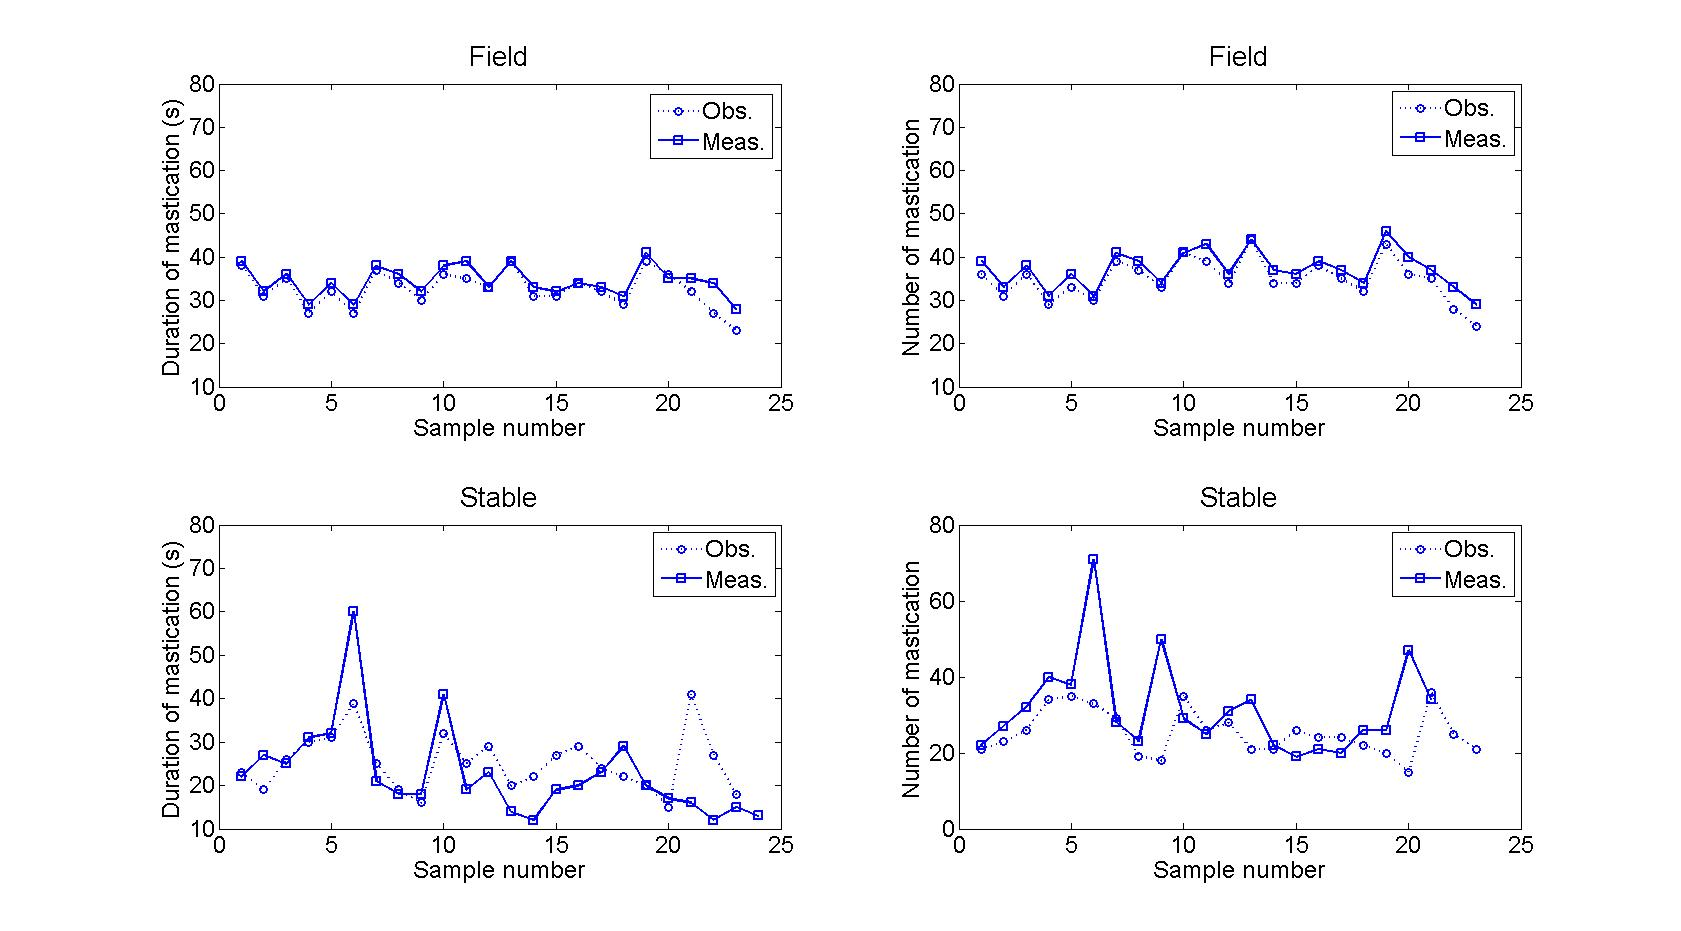 Field
80
70
60
50
40
30
20
10
0 5 10 15 20 25
Duration of mastication (s)
Sample number
Obs.
Meas.
Field
80
70
60
50
40
30
20
10
0 5 10 15 20 25
Number of mastication
Sample number
Obs.
Meas.
Stable
80
70
60
50
40
30
20
10
0 5 10 15 20 25
Duration of mastication (s)
Sample number
Obs.
Meas.
Stable
80
60
40
20
0
0 5 10 15 20 25
Number of mastication
Sample number
Obs.
Meas.